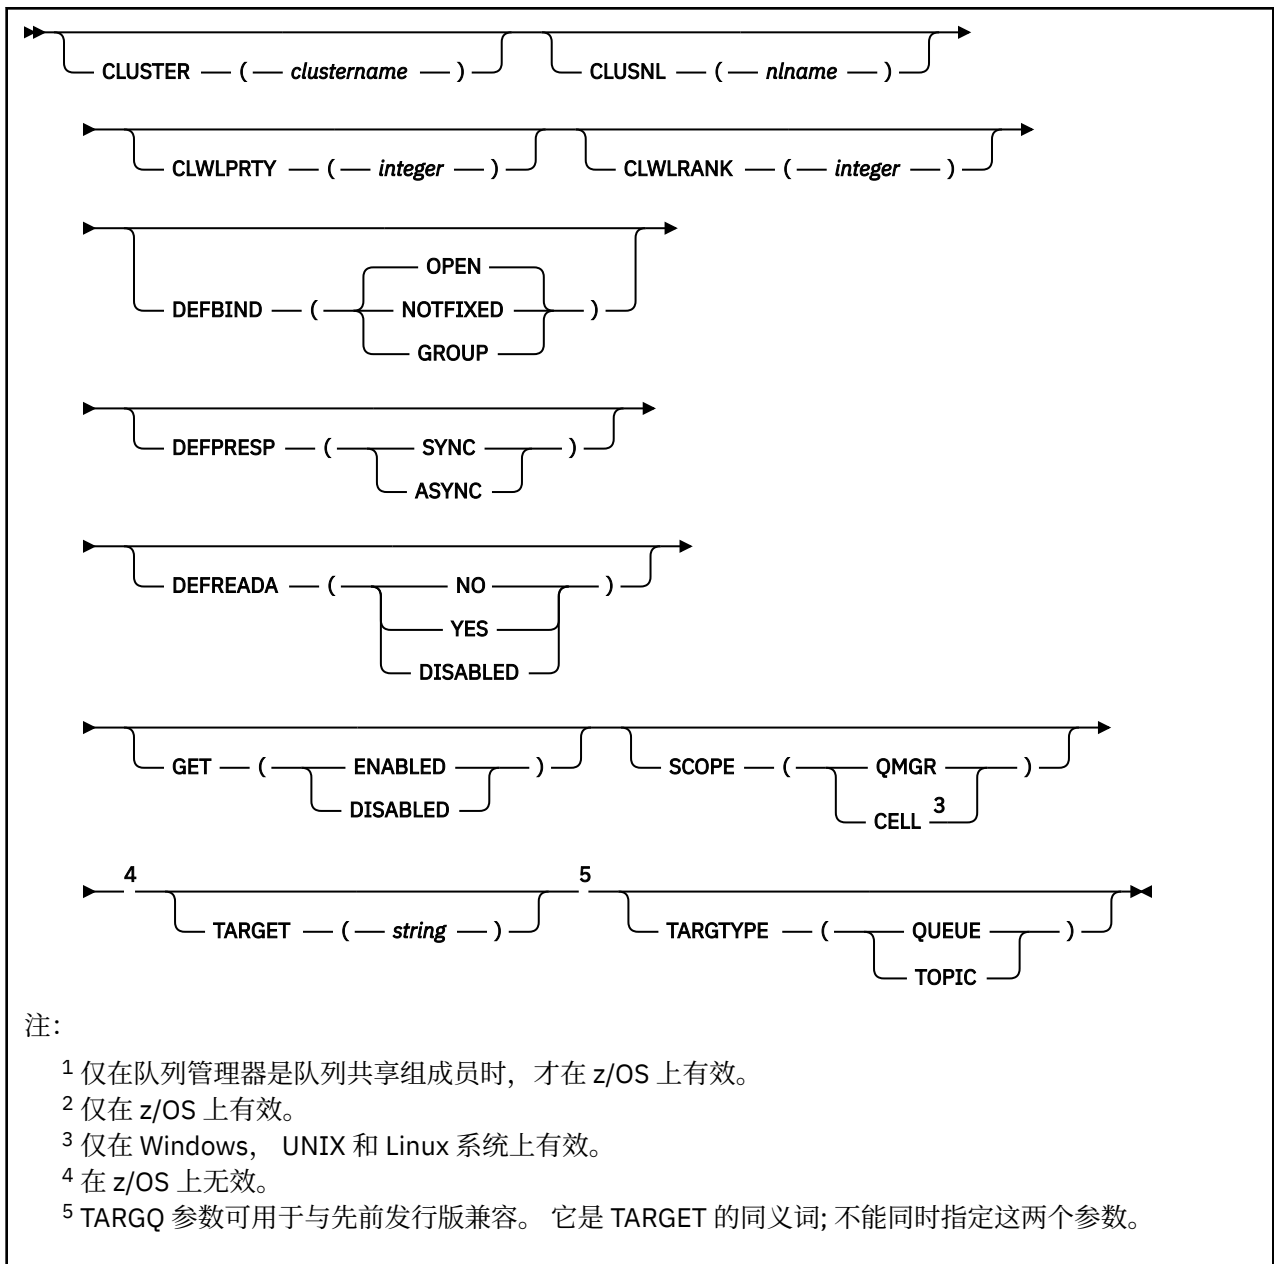 CLUSTER ( clustername ) CLUSNL ( nlname )
CLWLPRTY ( integer ) CLWLRANK ( integer )
OPEN
DEFBIND ( NOTFIXED )
GROUP
DEFPRESP ( SYNC )
ASYNC
DEFREADA ( NO )
YES
DISABLED
GET ( ENABLED ) SCOPE ( QMGR )
DISABLED CELL 3
4 5
TARGET ( string ) TARGTYPE ( QUEUE )
TOPIC
注：
1 仅在队列管理器是队列共享组成员时，才在 z/OS 上有效。
2 仅在 z/OS 上有效。
3 仅在 Windows， UNIX 和 Linux 系统上有效。
4 在 z/OS 上无效。
5 TARGQ 参数可用于与先前发行版兼容。 它是 TARGET 的同义词; 不能同时指定这两个参数。